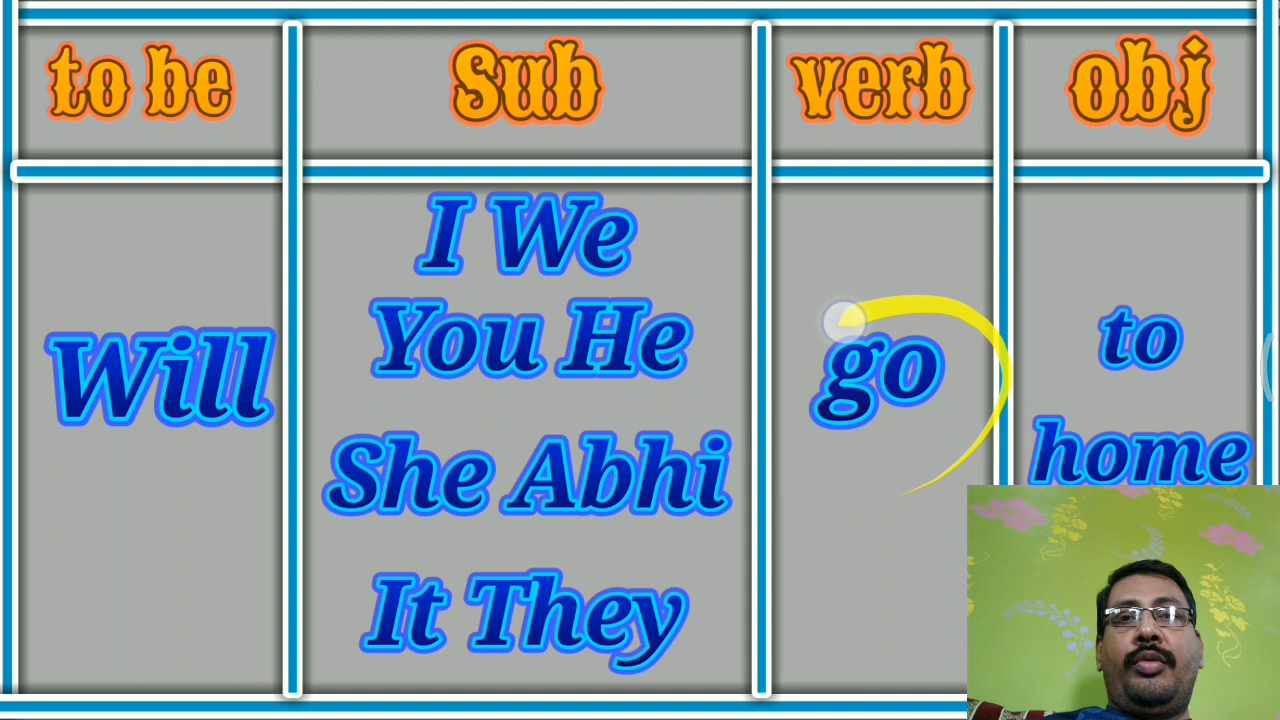 to be Sub verb obj
I We
You He
Will go to
She Abhi home
It They